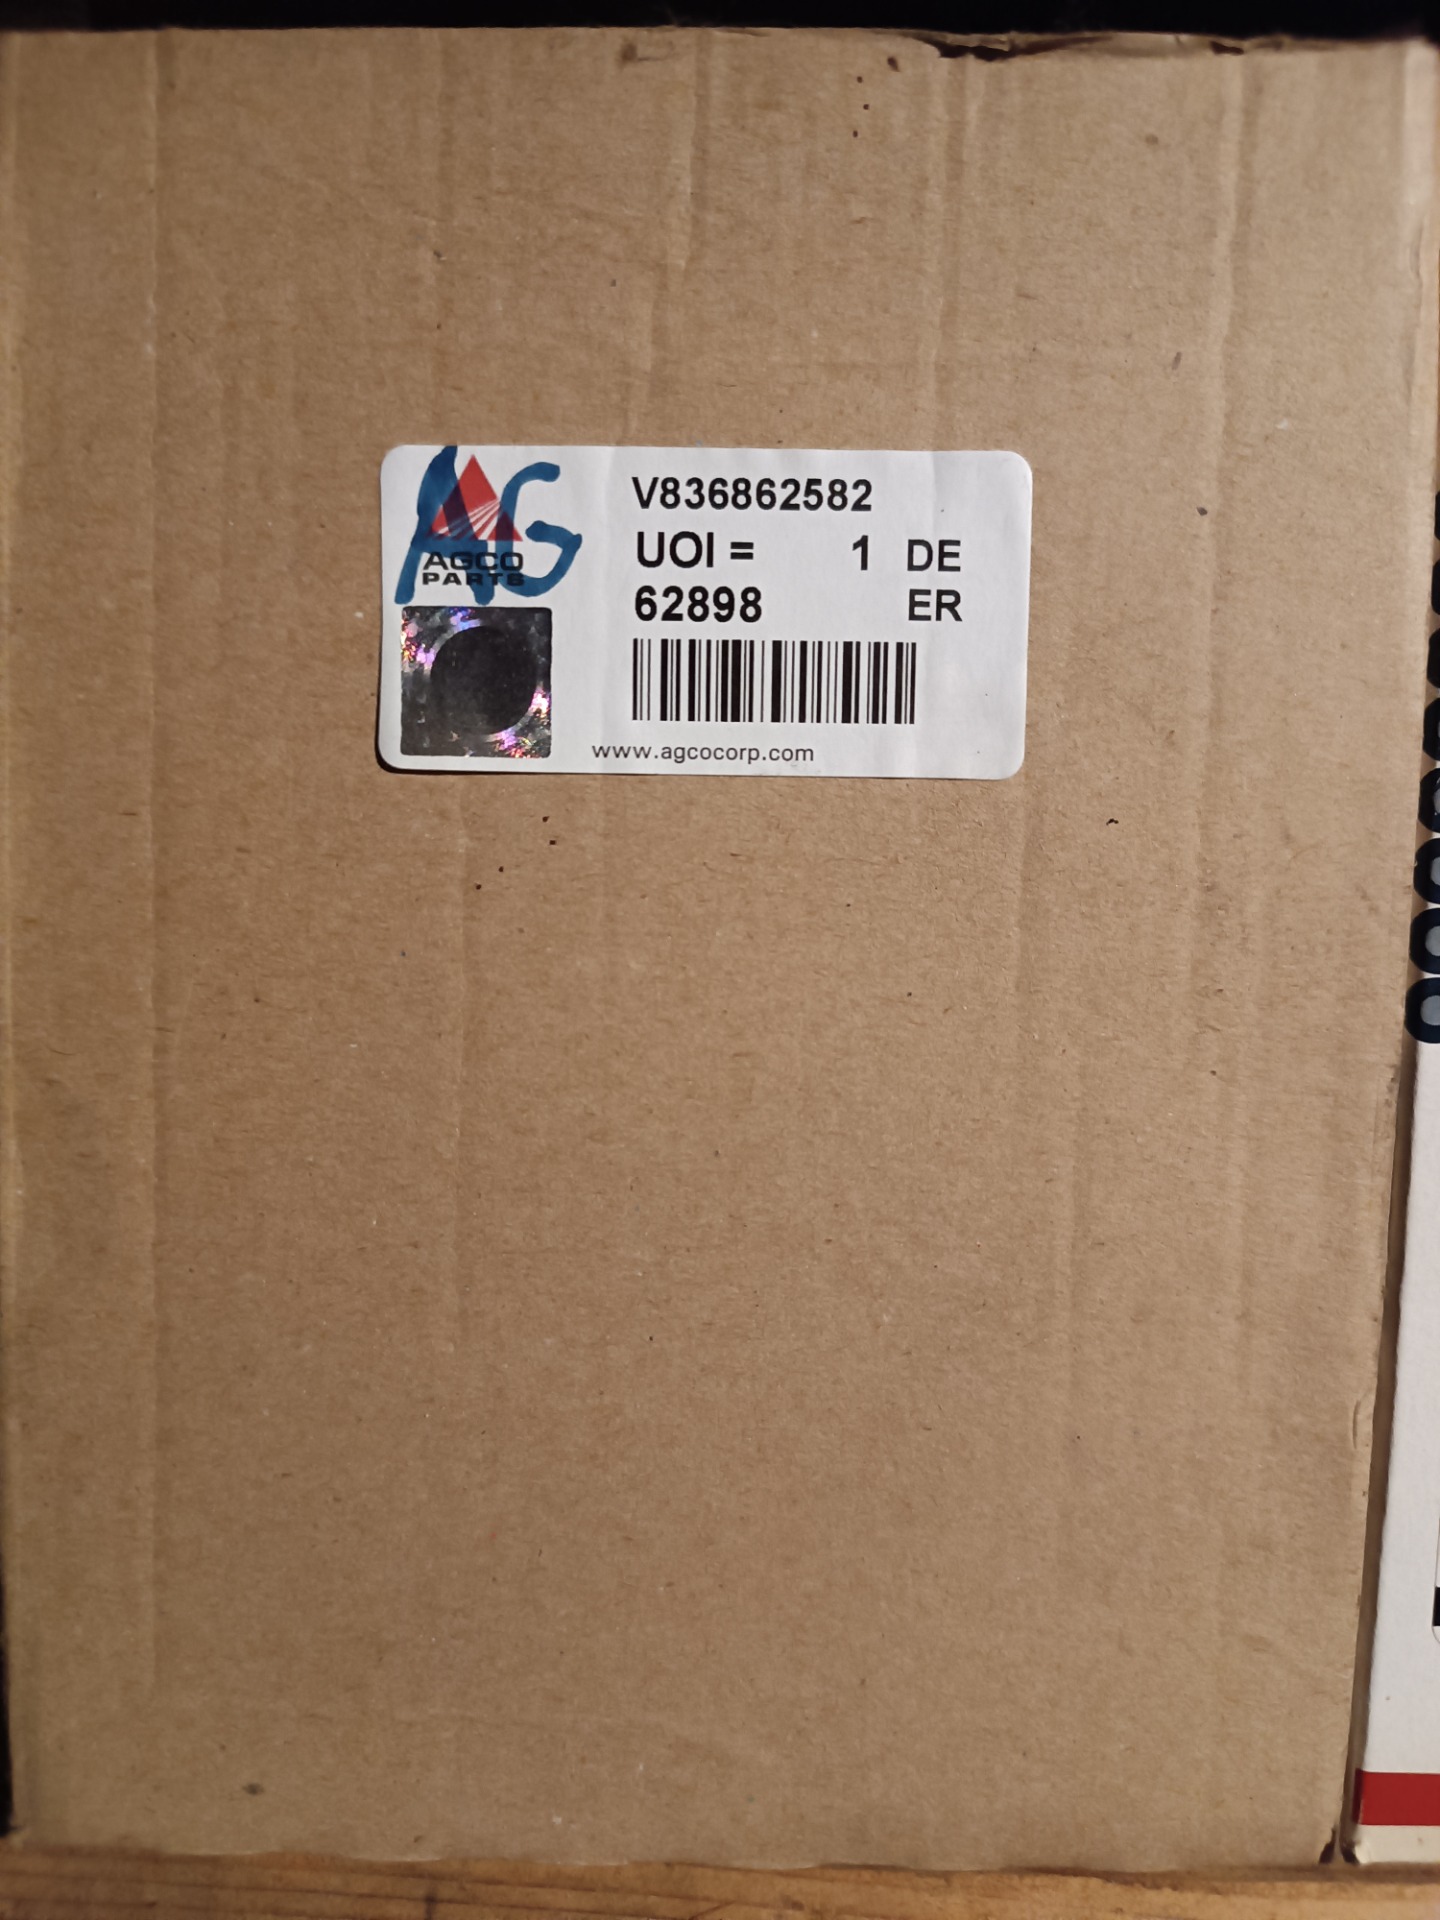 AG
AGCO
PARTS
V836862582
UOI = 1 DE
62898 ER
www.agcocorp.com